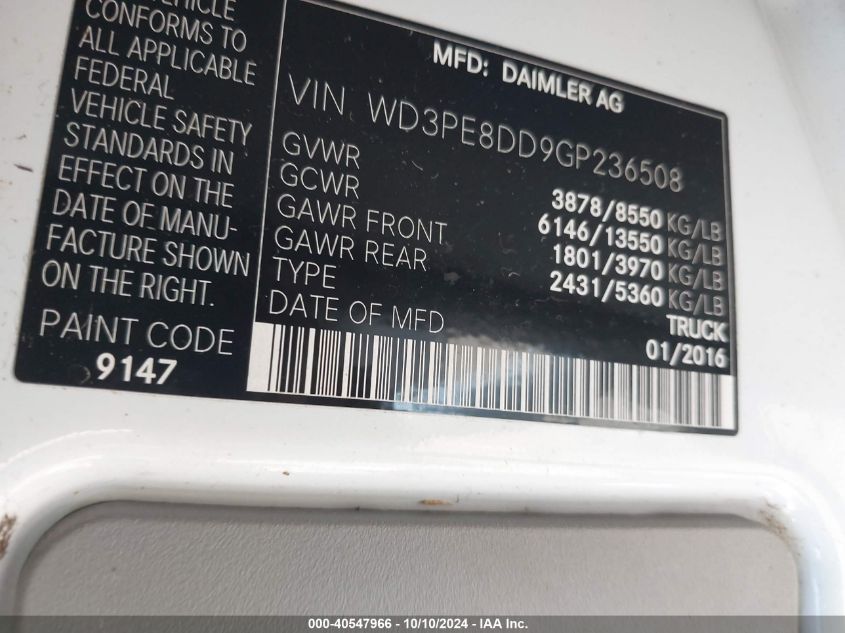 VEHICLE
CONFORMS TO
ALL APPLICABLE
FEDERAL
VEHICLE SAFETY
STANDARDS IN
EFFECT ON THE
DATE OF MANU-
FACTURE SHOWN
ON THE RIGHT.
PAINT CODE
9147
MFD: DAIMLER AG
VIN WD3PE8DD9GP236508
GVWR 3878/8550 KG/LB
GCWR 6146/13550 KG/LB
GAWR FRONT 1801/3970 KG/LB
GAWR REAR 2431/5360 KG/LB
TYPE TRUCK
DATE OF MFD 01/2016
000-40547966 - 10/10/2024 - IAA Inc.